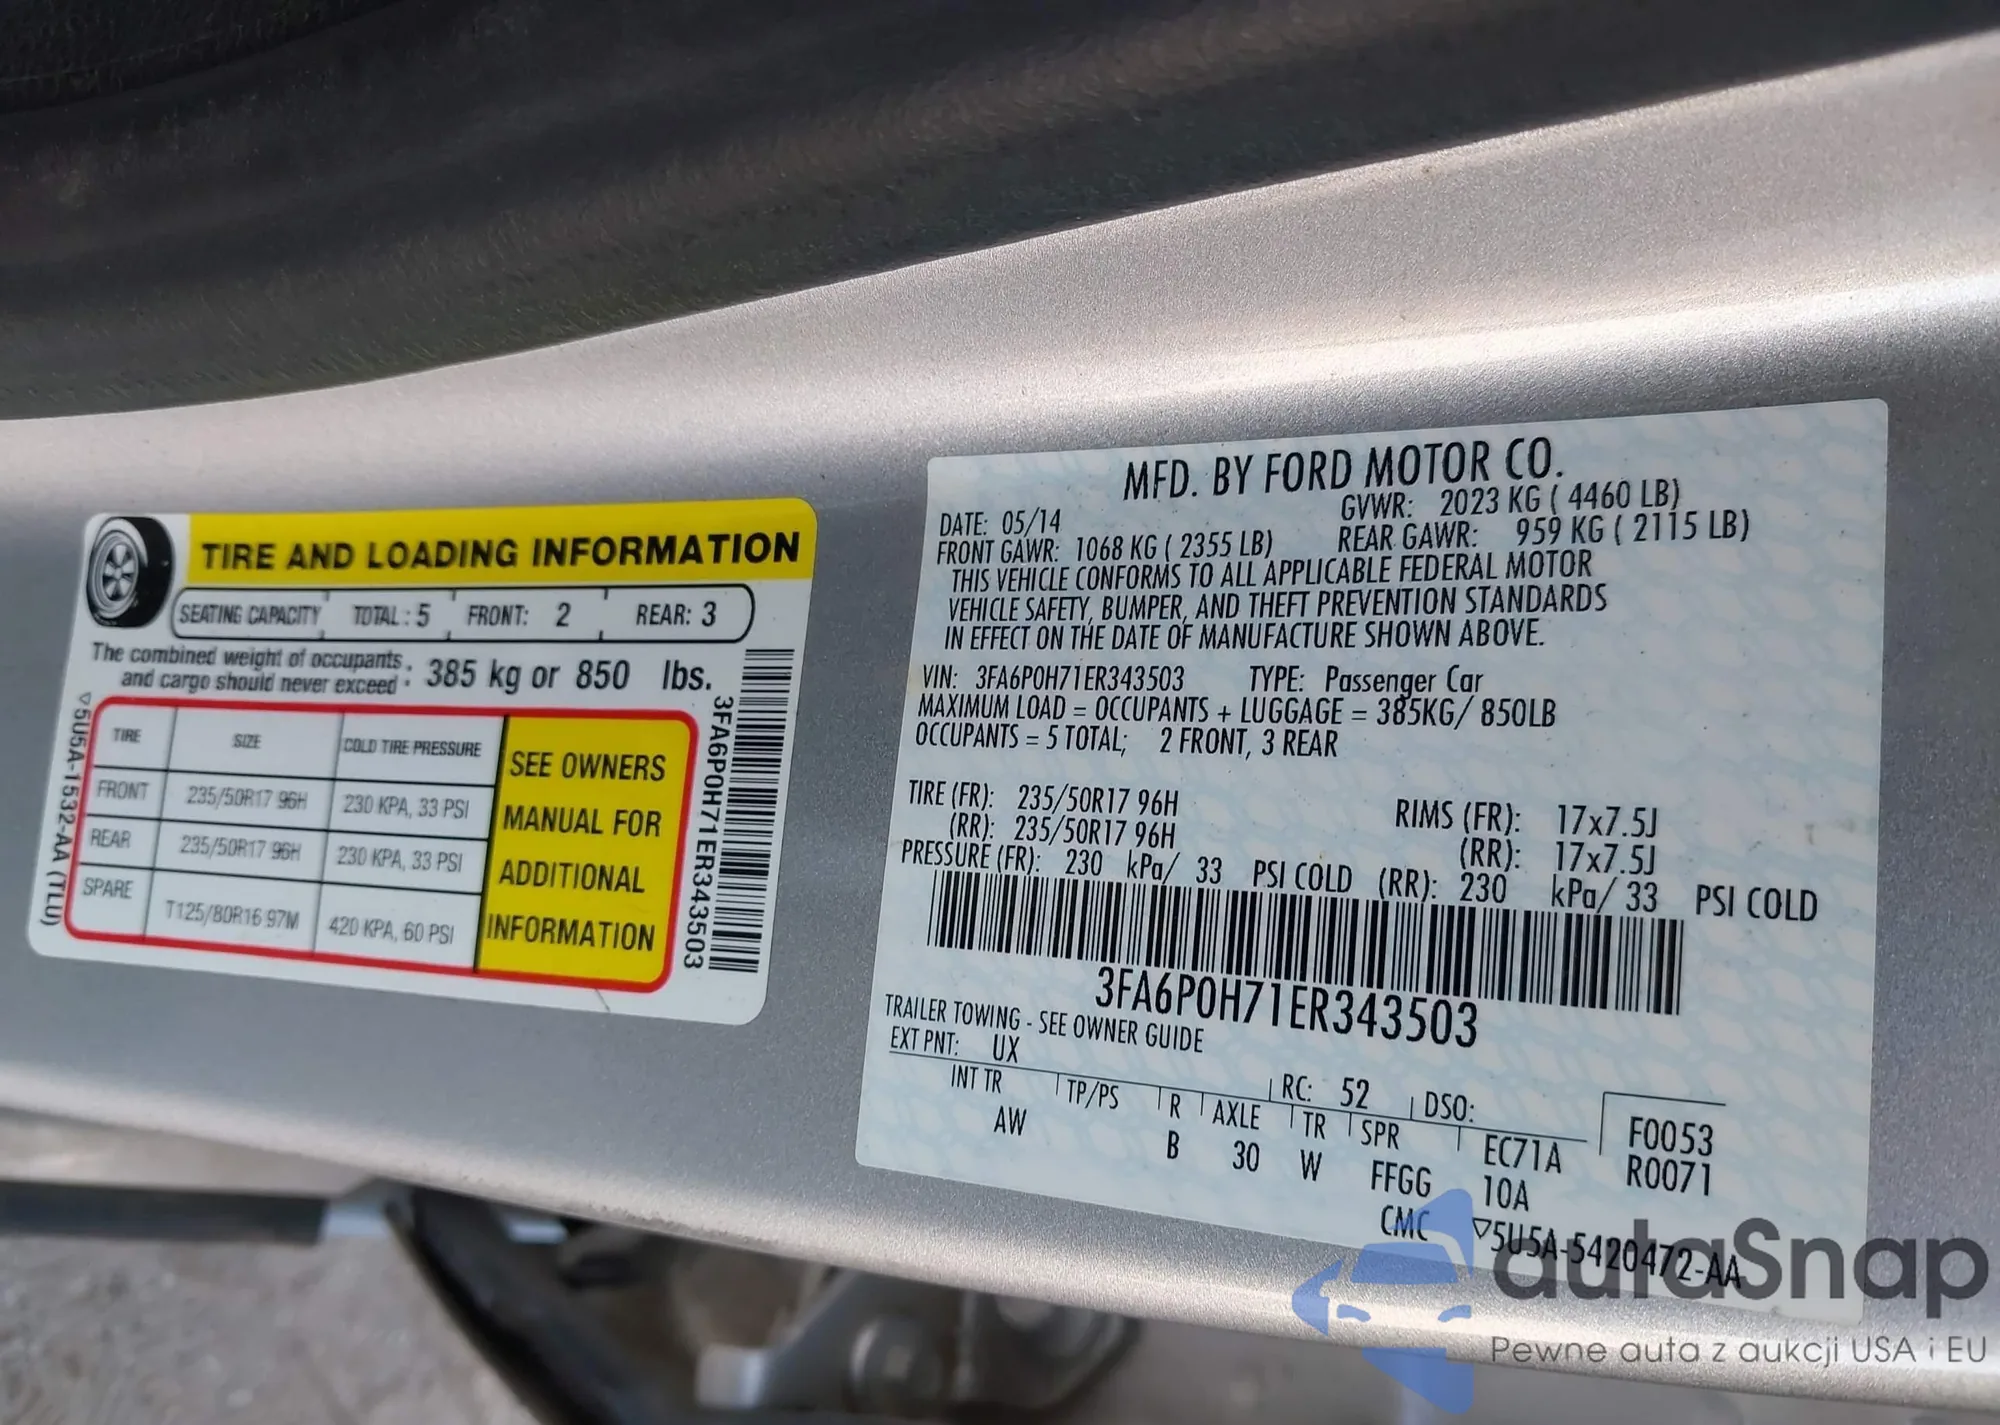 TIRE AND LOADING INFORMATION
SEATING CAPACITY TOTAL: 5 FRONT: 2 REAR: 3
The combined weight of occupants
and cargo should never exceed : 385 kg or 850 lbs.
TIRE SIZE COLD TIRE PRESSURE
FRONT 235/50R17 96H 230 KPA, 33 PSI
REAR 235/50R17 96H 230 KPA, 33 PSI
SPARE T125/80R16 97M 420 KPA, 60 PSI
SEE OWNERS
MANUAL FOR
ADDITIONAL
INFORMATION
▽5U5A-1532-AA (TLU)
3FA6P0H71ER343503
MFD. BY FORD MOTOR CO.
DATE: 05/14 GVWR: 2023 KG ( 4460 LB)
FRONT GAWR: 1068 KG ( 2355 LB) REAR GAWR: 959 KG ( 2115 LB)
THIS VEHICLE CONFORMS TO ALL APPLICABLE FEDERAL MOTOR
VEHICLE SAFETY, BUMPER, AND THEFT PREVENTION STANDARDS
IN EFFECT ON THE DATE OF MANUFACTURE SHOWN ABOVE.
VIN: 3FA6P0H71ER343503 TYPE: Passenger Car
MAXIMUM LOAD = OCCUPANTS + LUGGAGE = 385KG/ 850LB
OCCUPANTS = 5 TOTAL; 2 FRONT, 3 REAR
TIRE (FR): 235/50R17 96H RIMS (FR): 17x7.5J
(RR): 235/50R17 96H (RR): 17x7.5J
PRESSURE (FR): 230 kPa/ 33 PSI COLD (RR): 230 kPa/ 33 PSI COLD
3FA6P0H71ER343503
TRAILER TOWING - SEE OWNER GUIDE
EXT PNT: UX RC: 52 DSO:
INT TR TP/PS R AXLE TR SPR EC71A F0053
AW B 30 W FFGG 10A R0071
CMC ▽5U5A-5420472-AA
autaSnap
Pewne auta z aukcji USA i EU